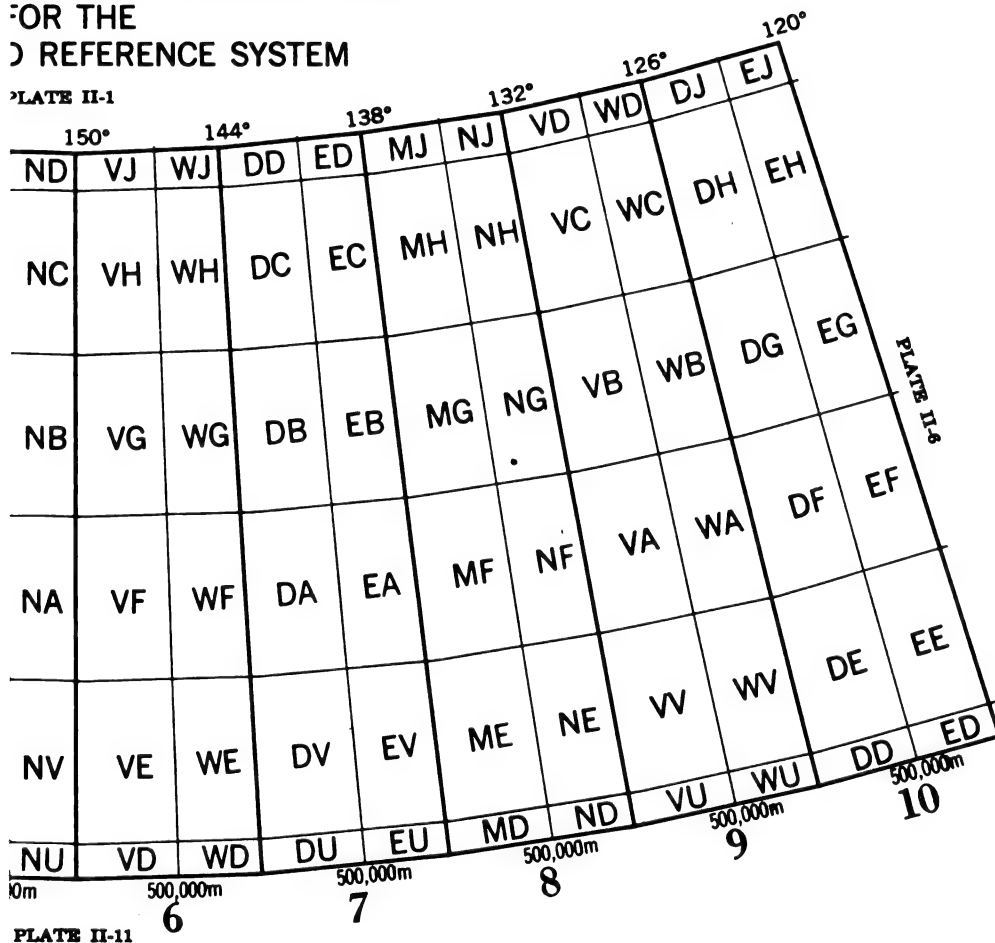 FOR THE
REFERENCE SYSTEM
PLATE II-1
150° 144° 138° 132° 126° 120°
ND VJ WJ DD ED MJ NJ VD WD DJ EJ
NC VH WH DC EC MH NH VC WC DH EH
NB VG WG DB EB MG NG VB WB DG EG
PLATE II-6
NA VF WF DA EA MF NF VA WA DF EF
NV VE WE DV EV ME NE VV WV DE EE
NU VD WD DU EU MD ND VU WU DD ED
0m 500,000m 500,000m 500,000m 500,000m 500,000m
6 7 8 9 10
PLATE II-11